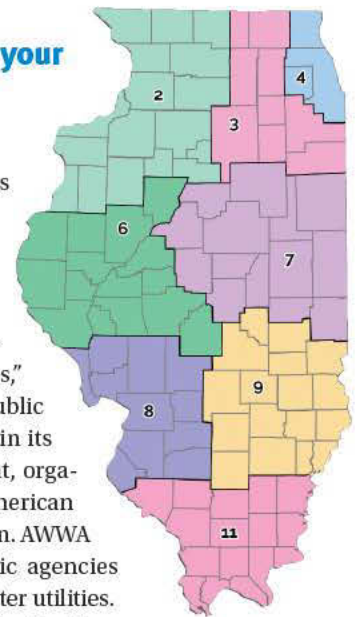 your
s
s,”
ublic
in its
t, orga-
merican
n. AWWA
ic agencies
ter utilities.
2
4
3
6
7
9
8
11